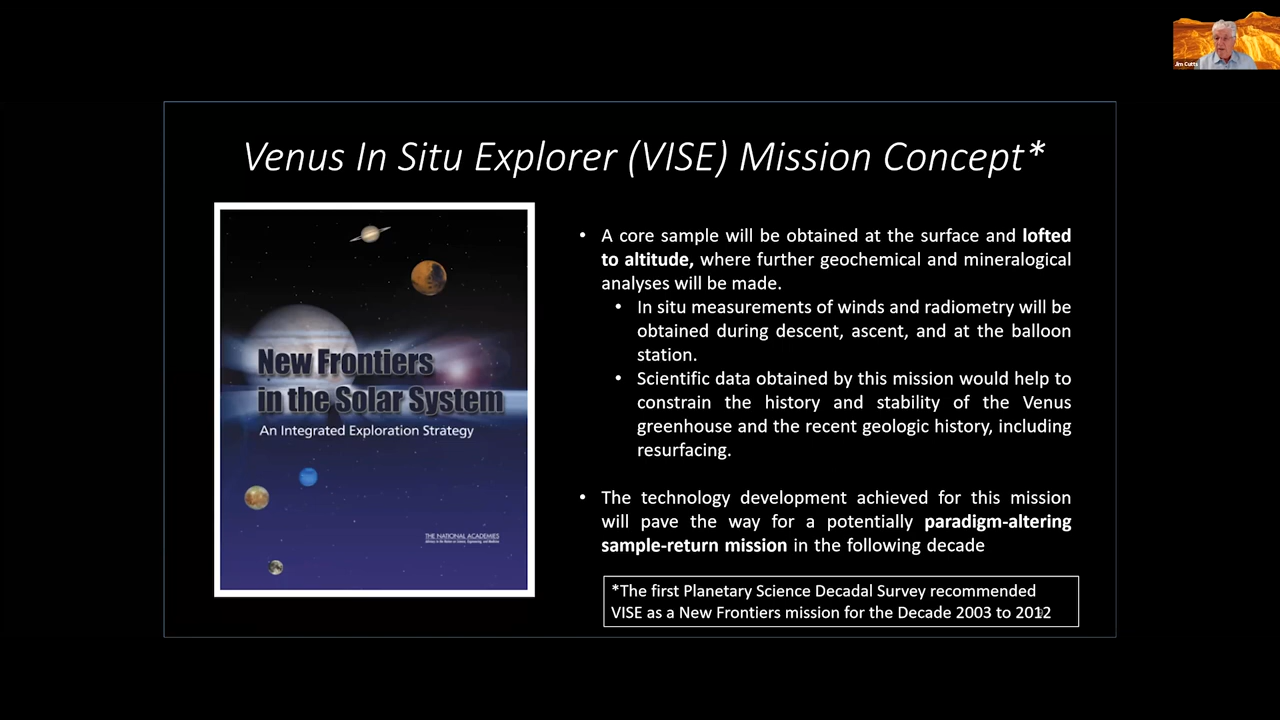 Jim Cutts
Venus In Situ Explorer (VISE) Mission Concept*
New Frontiers
in the Solar System
An Integrated Exploration Strategy
THE NATIONAL ACADEMIES
• A core sample will be obtained at the surface and lofted
to altitude, where further geochemical and mineralogical
analyses will be made.
• In situ measurements of winds and radiometry will be
obtained during descent, ascent, and at the balloon
station.
• Scientific data obtained by this mission would help to
constrain the history and stability of the Venus
greenhouse and the recent geologic history, including
resurfacing.
• The technology development achieved for this mission
will pave the way for a potentially paradigm-altering
sample-return mission in the following decade
*The first Planetary Science Decadal Survey recommended
VISE as a New Frontiers mission for the Decade 2003 to 2012